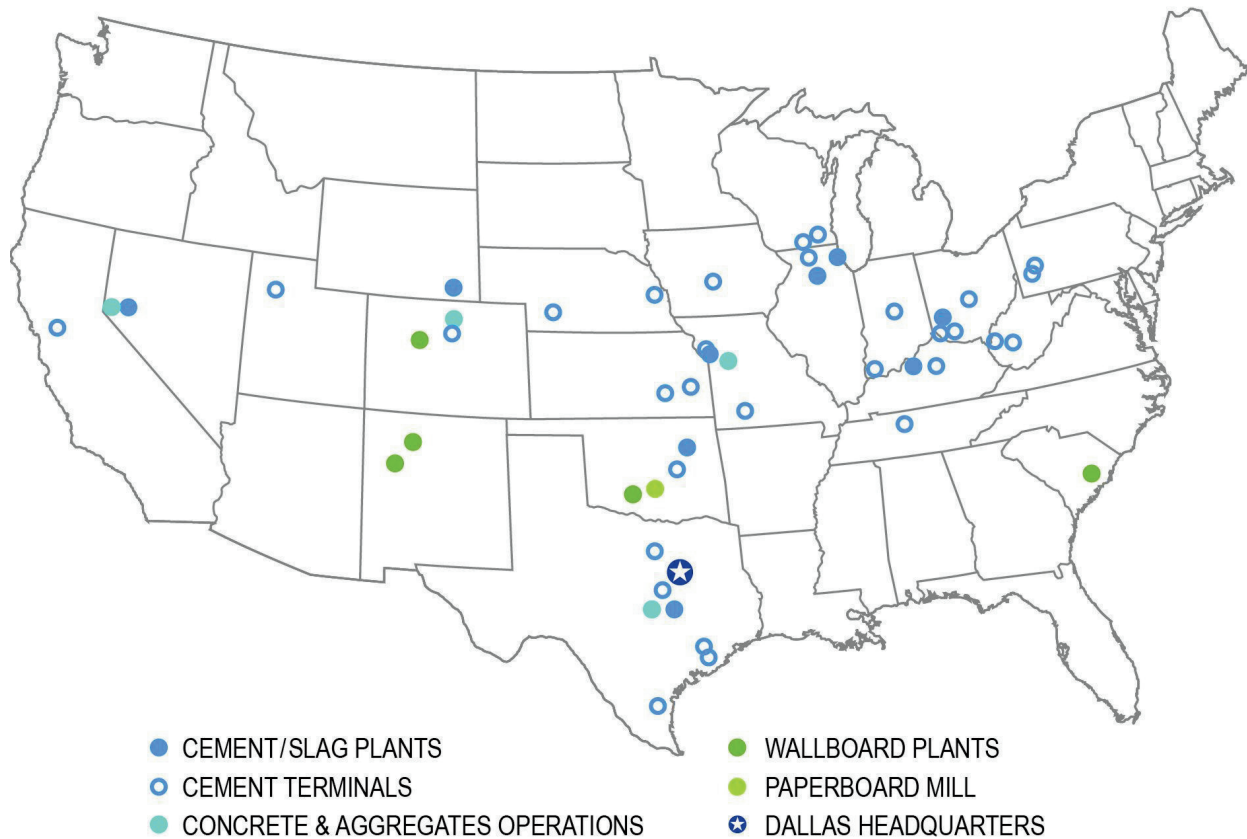 CEMENT/SLAG PLANTS
CEMENT TERMINALS
CONCRETE & AGGREGATES OPERATIONS
WALLBOARD PLANTS
PAPERBOARD MILL
DALLAS HEADQUARTERS